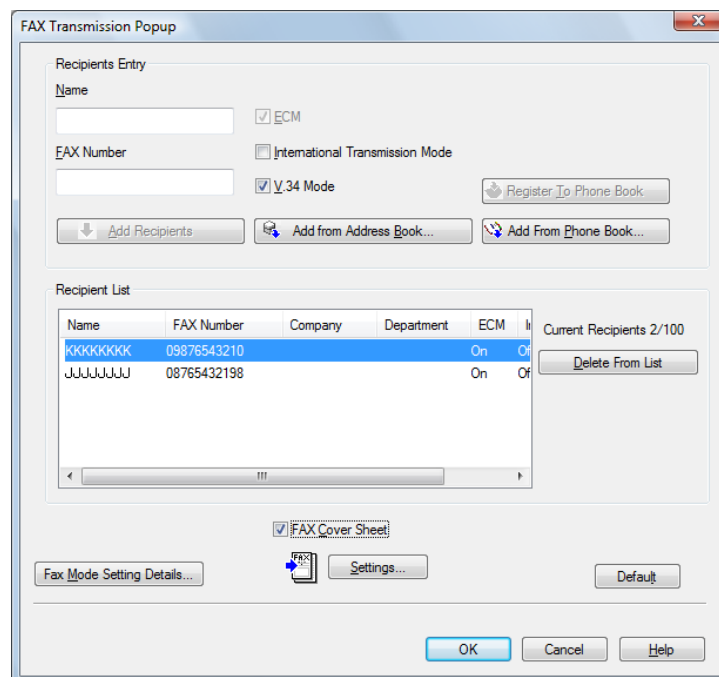 FAX Transmission Popup
Recipients Entry
Name
ECM
FAX Number
International Transmission Mode
V.34 Mode
Register To Phone Book
Add Recipients
Add from Address Book...
Add From Phone Book...
Recipient List
Name FAX Number Company Department ECM
Current Recipients 2/100
KKKKKKKK 09876543210 On Of
Delete From List
JJJJJJJJ 08765432198 On Of
FAX Cover Sheet
FAX
Fax Mode Setting Details...
Settings...
Default
OK Cancel Help